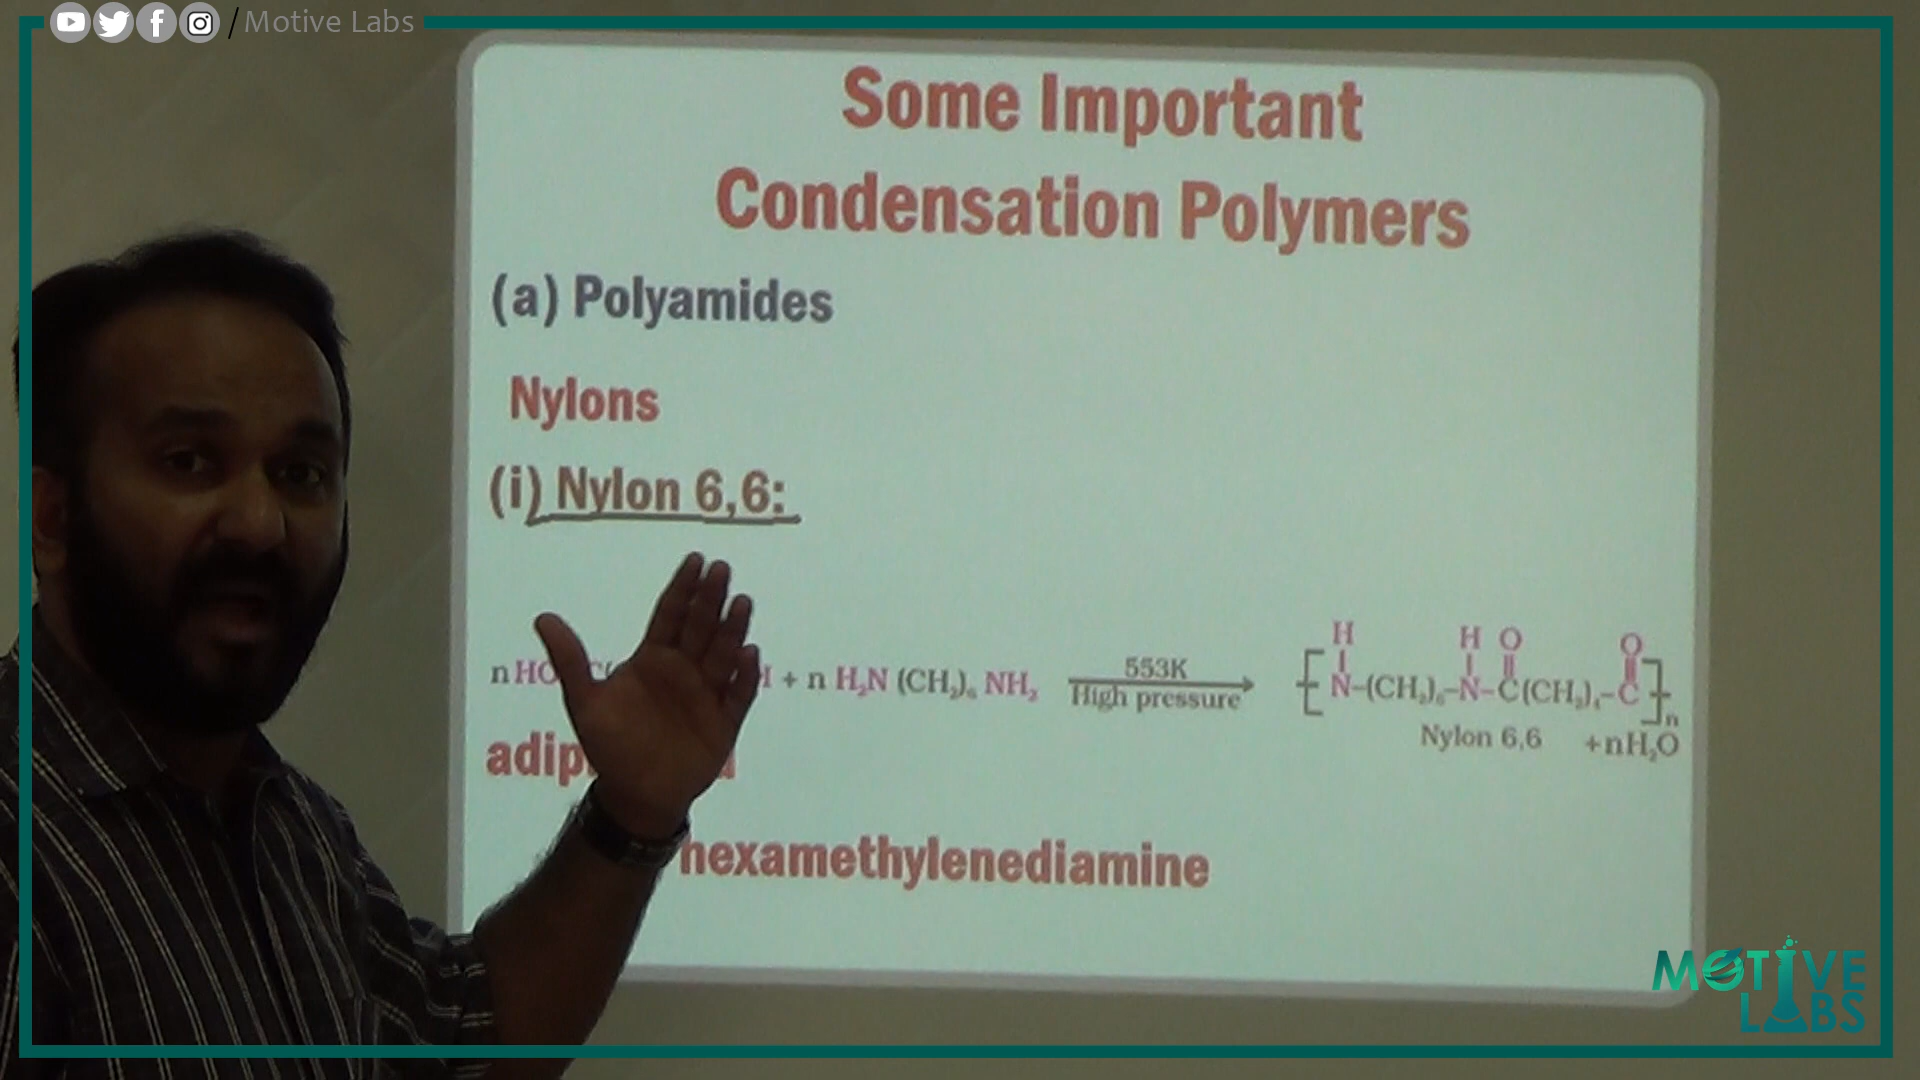 /Motive Labs
Some Important
Condensation Polymers
(a) Polyamides
Nylons
(i) Nylon 6,6:
n HO + n H₂N (CH₂)₆ NH₂
553K
High pressure
H H O O
N-(CH₂)₆-N-C(CH₂)₄-C n
Nylon 6,6 +nH₂O
hexamethylenediamine
MOTIVE
LABS